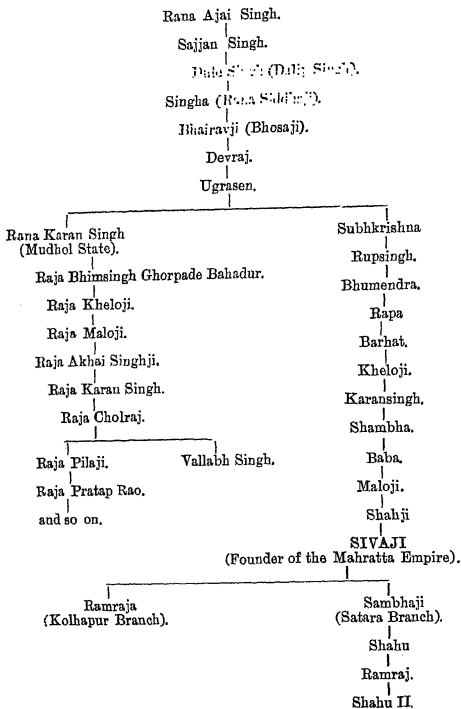 Rana Ajai Singh.
Sajjan Singh.
Singha
Bhairavji (Bhosaji).
Devraj.
Ugrasen.
Rana Karan Singh
(Mudhol State).
Raja Bhimsingh Ghorpade Bahadur.
Raja Kheloji.
Raja Maloji.
Raja Akhai Singhji.
Raja Karan Singh.
Raja Cholraj.
Raja Pilaji.
Vallabh Singh.
Raja Pratap Rao.
and so on.
Subhkrishna
Rupsingh.
Bhumendra.
Rapa
Barhat.
Kheloji.
Karansingh.
Shambha.
Baba.
Maloji.
Shahji
SIVAJI
(Founder of the Mahratta Empire).
Ramraja
(Kolhapur Branch).
Sambhaji
(Satara Branch).
Shahu
Ramraj.
Shahu II.